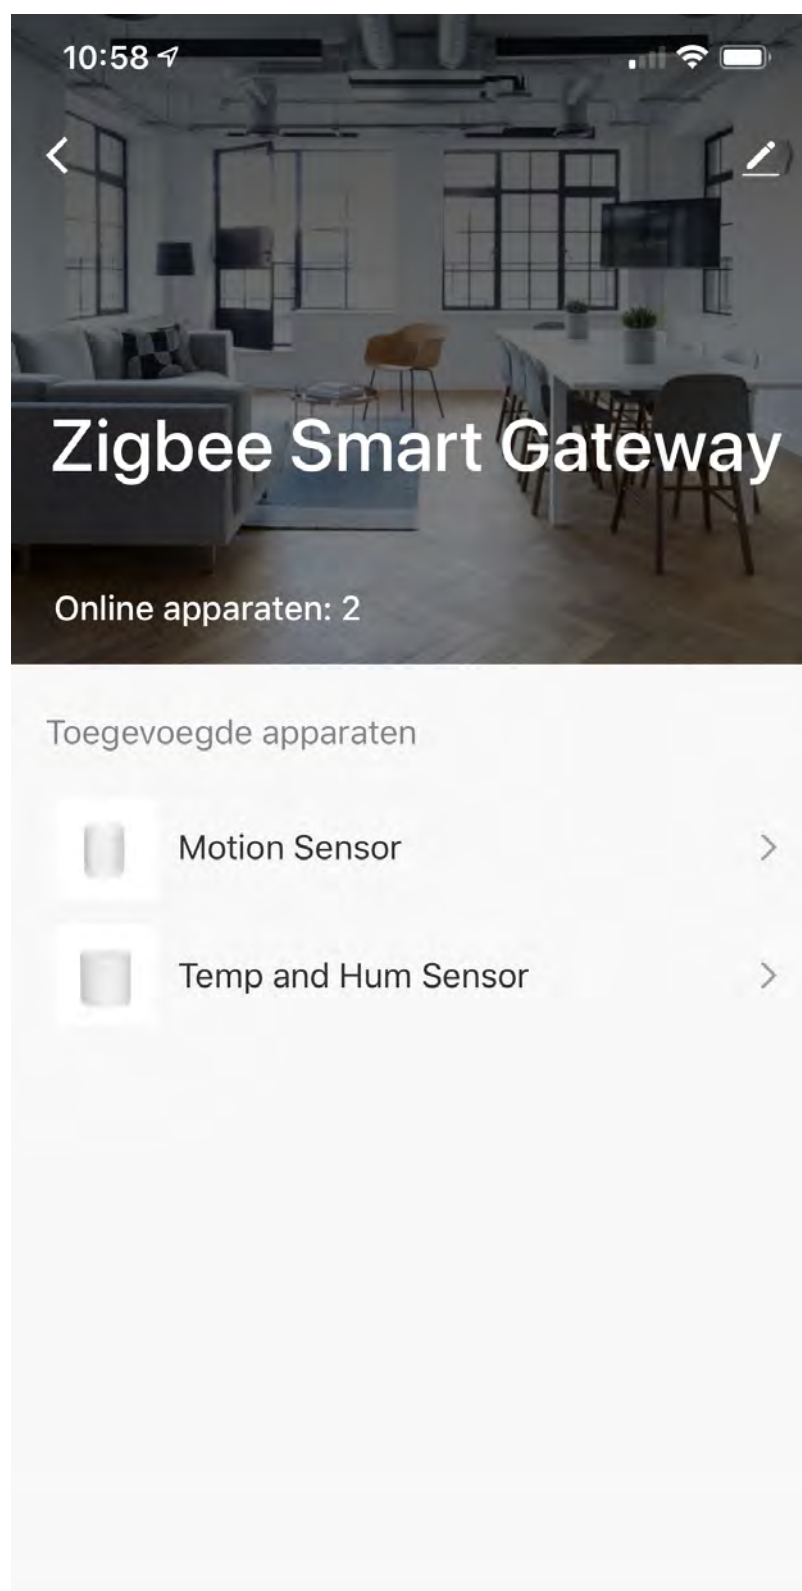 10:58
Zigbee Smart Gateway
Online apparaten: 2
Toegevoegde apparaten
Motion Sensor
Temp and Hum Sensor